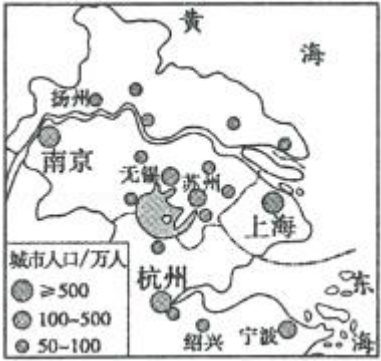 黄
海
扬州
南京
无锡
苏州
上海
城市人口/万人
≥500
100~500
50~100
杭州
绍兴
宁波
东
海